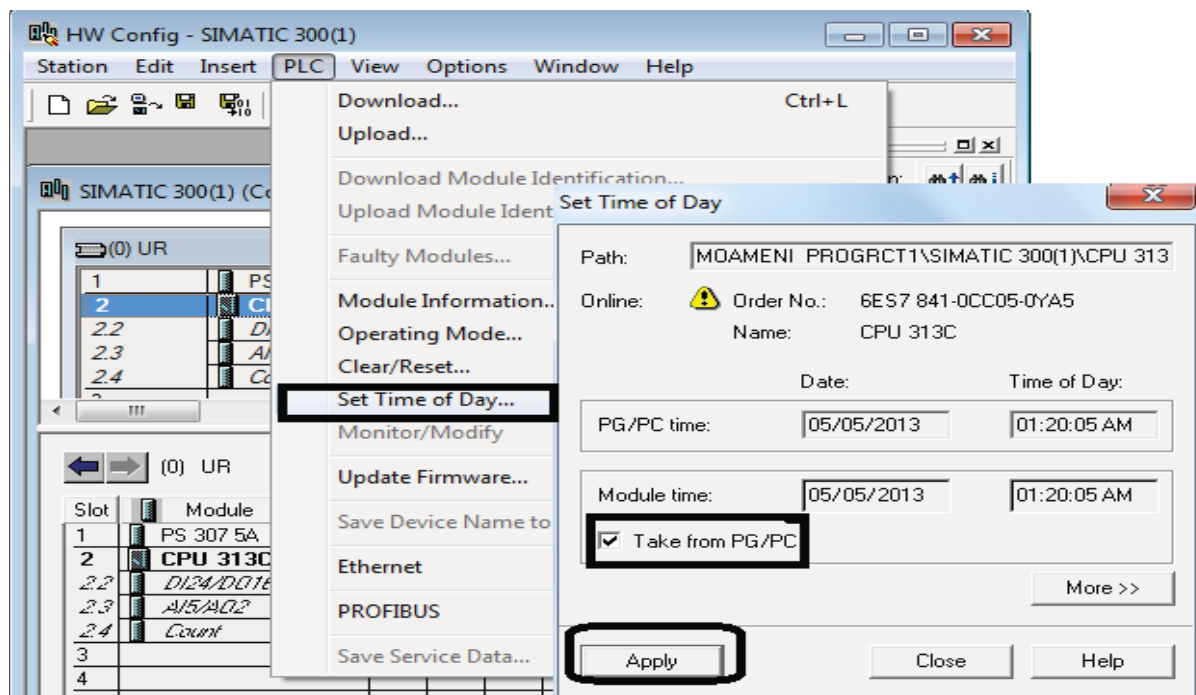 HW Config - SIMATIC 300(1)
Station Edit Insert PLC View Options Window Help
Download... Ctrl+L
Upload...
Download Module Identification...
Upload Module Ident
Faulty Modules...
Module Information..
Operating Mode...
Clear/Reset...
Set Time of Day...
Monitor/Modify
Update Firmware...
Save Device Name to
Ethernet
PROFIBUS
Save Service Data...
SIMATIC 300(1) (Co
(0) UR
1 PS
2 C
2.2 DI
2.3 AI
2.4 Co
(0) UR
Slot Module
1 PS 307 5A
2 CPU 313C
2.2 DI24/DO16
2.3 AI5/AO2
2.4 Count
3
4
Set Time of Day
Path: MOAMENI PROGRCT1\SIMATIC 300(1)\CPU 313
Online: Order No.: 6ES7 841-0CC05-0YA5
Name: CPU 313C
Date: Time of Day:
PG/PC time: 05/05/2013 01:20:05 AM
Module time: 05/05/2013 01:20:05 AM
Take from PG/PC
More >>
Apply Close Help